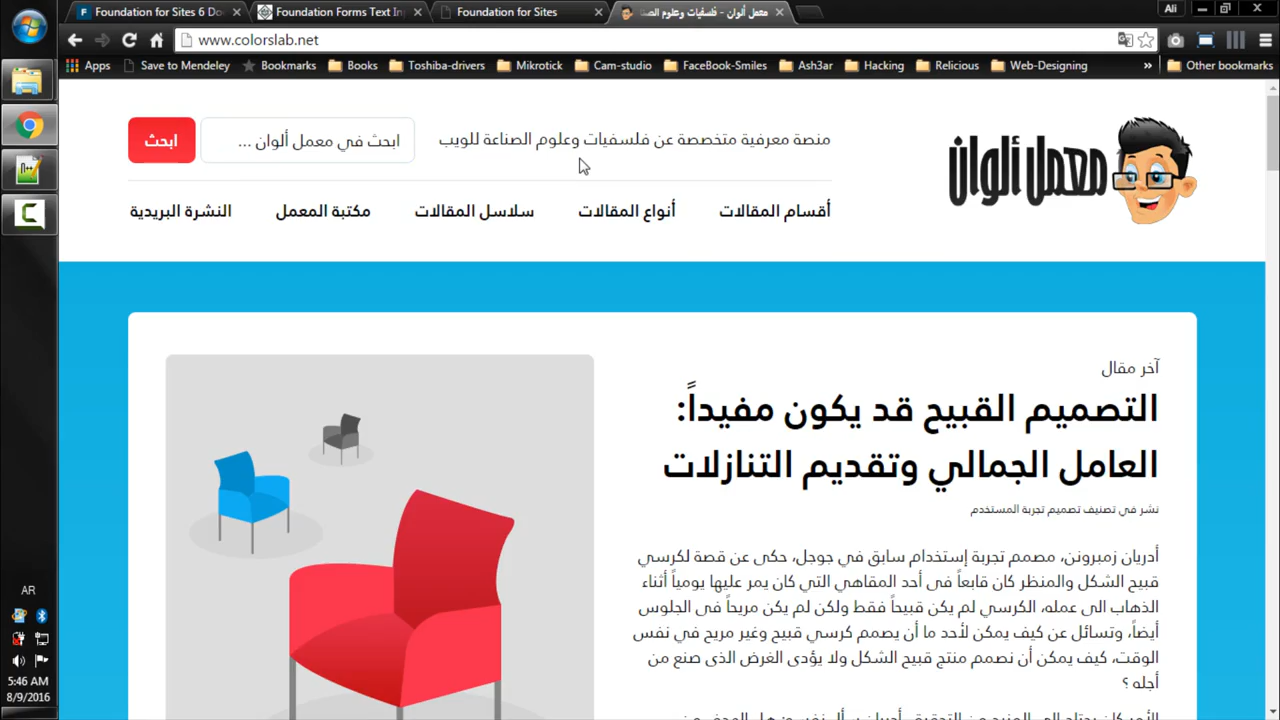 Foundation for Sites 6 Do
Foundation Forms Text In
Foundation for Sites
معمل ألوان - فلسفيات وعلوم الص
Ali
www.colorslab.net
Apps
Save to Mendeley
Bookmarks
Books
Toshiba-drivers
Mikrotick
Cam-studio
FaceBook-Smiles
Ash3ar
Hacking
Relicious
Web-Designing
»
Other bookmarks
معمل ألوان
منصة معرفية متخصصة عن فلسفيات وعلوم الصناعة للويب
ابحث في معمل ألوان ...
ابحث
أقسام المقالات
أنواع المقالات
سلاسل المقالات
مكتبة المعمل
النشرة البريدية
آخر مقال
التصميم القبيح قد يكون مفيداً:
العامل الجمالي وتقديم التنازلات
نشر في تصنيف تصميم تجربة المستخدم
أدريان زمبرونن، مصمم تجربة إستخدام سابق في جوجل، حكى عن قصة لكرسي
قبيح الشكل والمنظر كان قابعاً فى أحد المقاهي التي كان يمر عليها يومياً أثناء
الذهاب الى عمله، الكرسي لم يكن قبيحاً فقط ولكن لم يكن مريحاً فى الجلوس
أيضاً، وتسائل عن كيف يمكن لأحد ما أن يصمم كرسي قبيح وغير مريح في نفس
الوقت، كيف يمكن أن نصمم منتج قبيح الشكل ولا يؤدى الغرض الذى صنع من
أجله ؟
AR
5:46 AM
8/9/2016